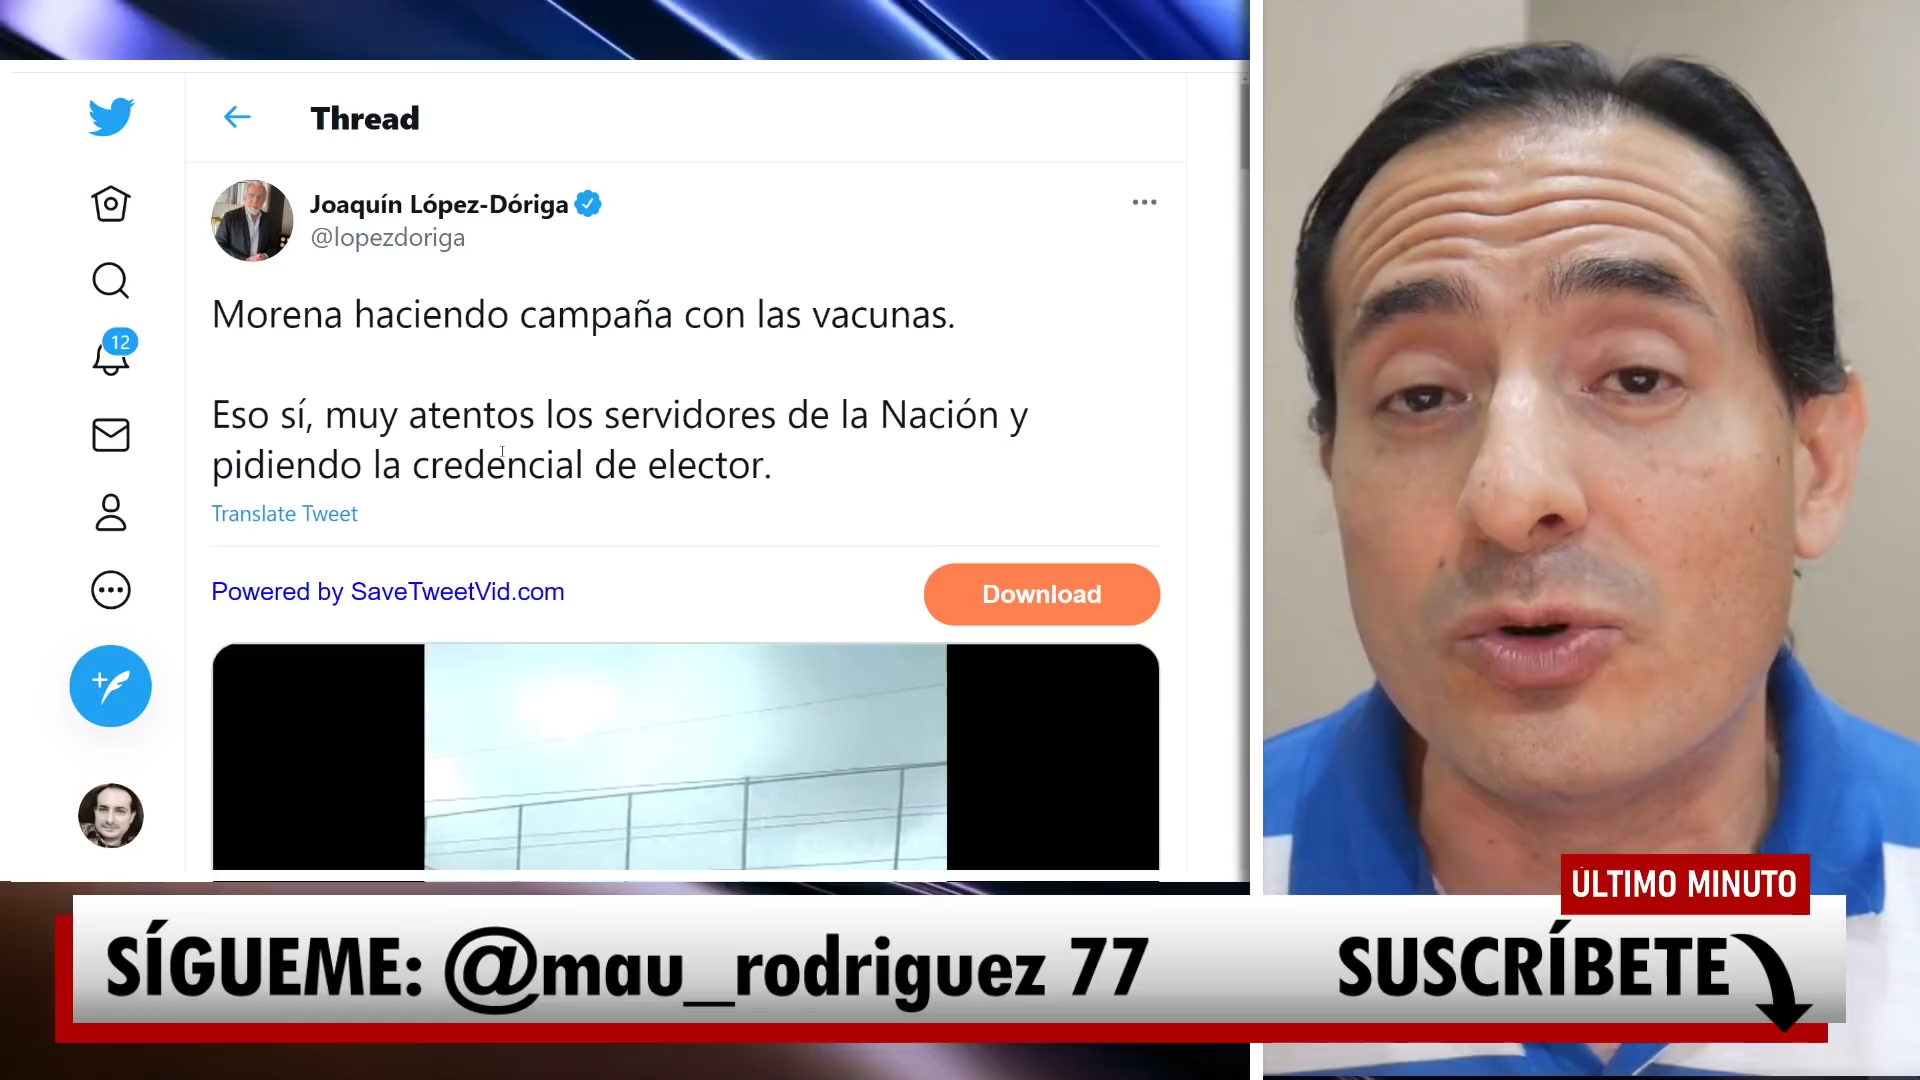 Thread
Joaquín López-Dóriga
@lopezdoriga
Morena haciendo campaña con las vacunas.
Eso sí, muy atentos los servidores de la Nación y
pidiendo la credencial de elector.
Translate Tweet
Powered by SaveTweetVid.com
Download
12
ÚLTIMO MINUTO
SÍGUEME: @mau_rodriguez 77
SUSCRÍBETE